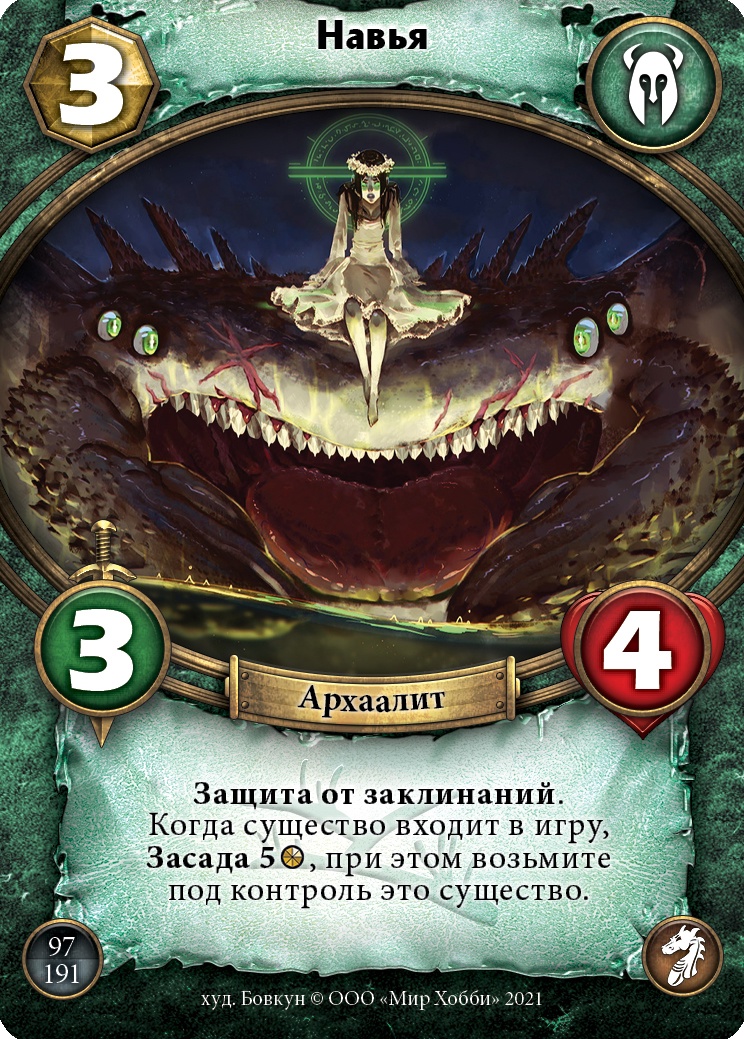 3
Навья
3
4
Архаалит
Защита от заклинаний.
Когда существо входит в игру,
Засада 5, при этом возьмите
под контроль это существо.
97
191
худ. Бовкун © ООО «Мир Хобби» 2021